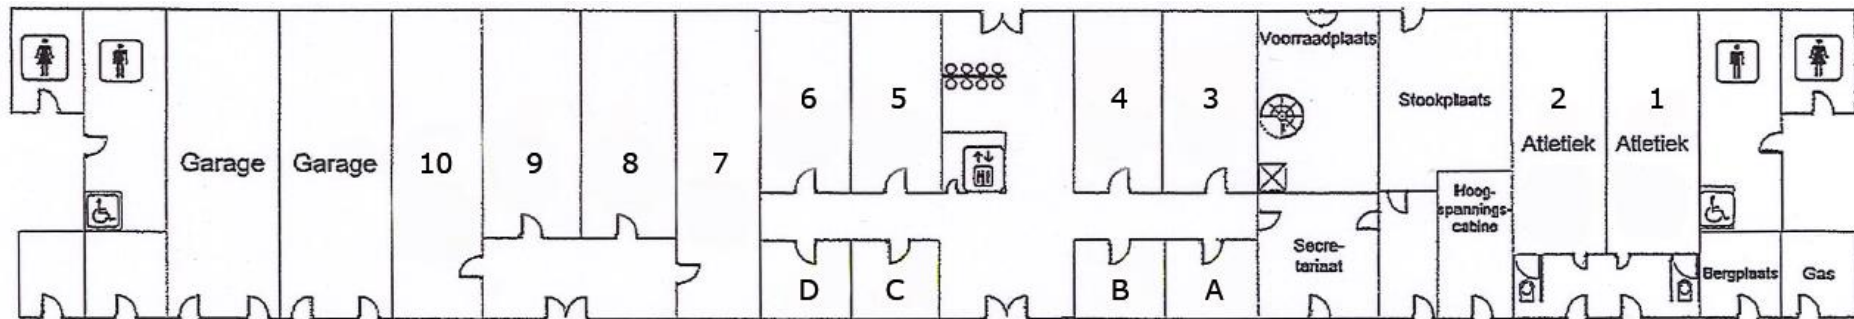 Voorraadplaats
6
5
4
3
Stookplaats
2
Atletiek
1
Atletiek
Garage
Garage
10
9
8
7
Hoog-
spannings-
cabine
Secre-
tariaat
D
C
B
A
Bergplaats
Gas